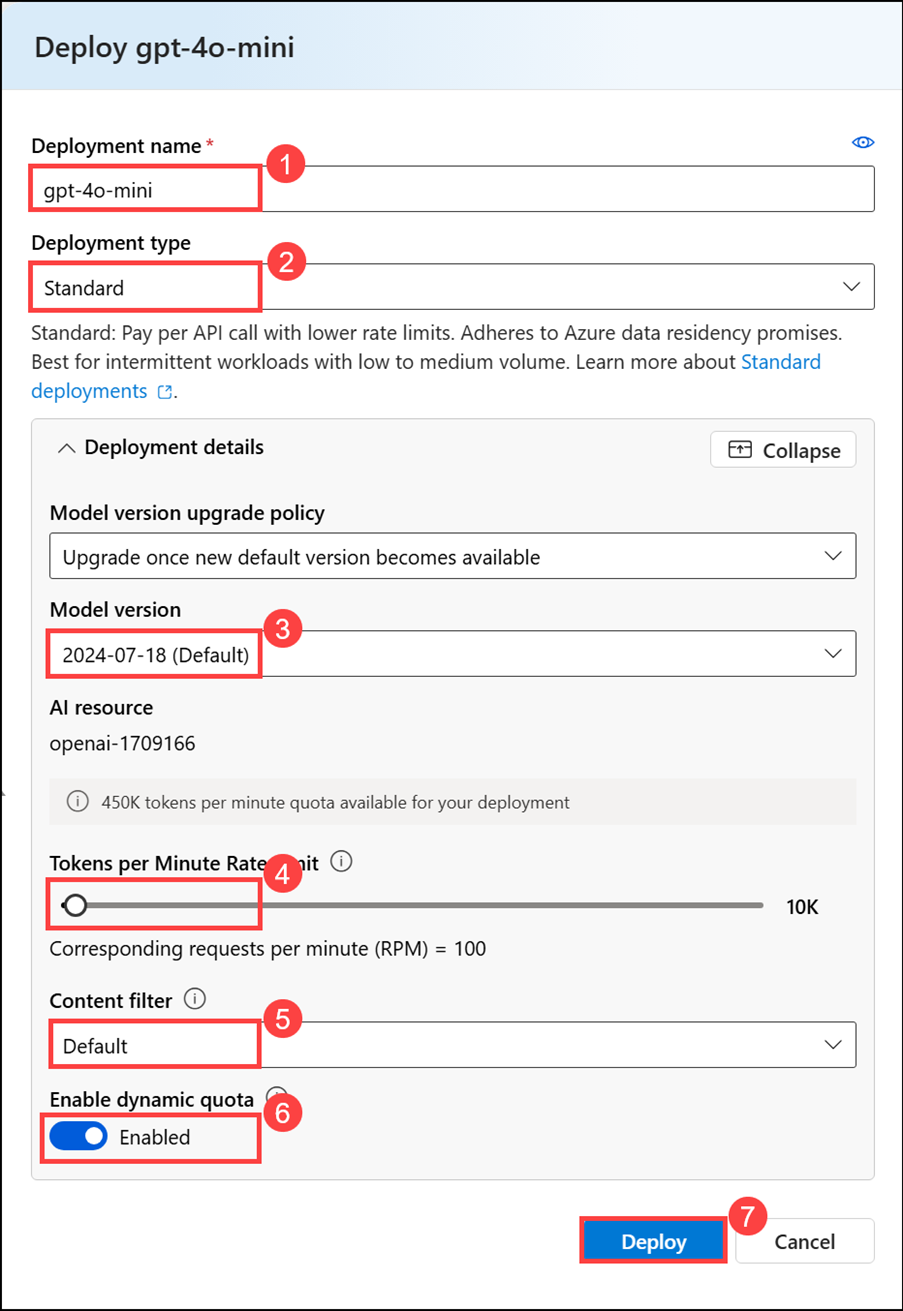 Deploy gpt-4o-mini
Deployment name *
1
gpt-4o-mini
Deployment type
2
Standard
Standard: Pay per API call with lower rate limits. Adheres to Azure data residency promises.
Best for intermittent workloads with low to medium volume. Learn more about Standard
deployments .
Deployment details
Collapse
Model version upgrade policy
Upgrade once new default version becomes available
Model version
3
2024-07-18 (Default)
AI resource
openai-1709166
450K tokens per minute quota available for your deployment
Tokens per Minute Rate
4
10K
Corresponding requests per minute (RPM) = 100
Content filter
5
Default
Enable dynamic quota
6
Enabled
7
Deploy
Cancel